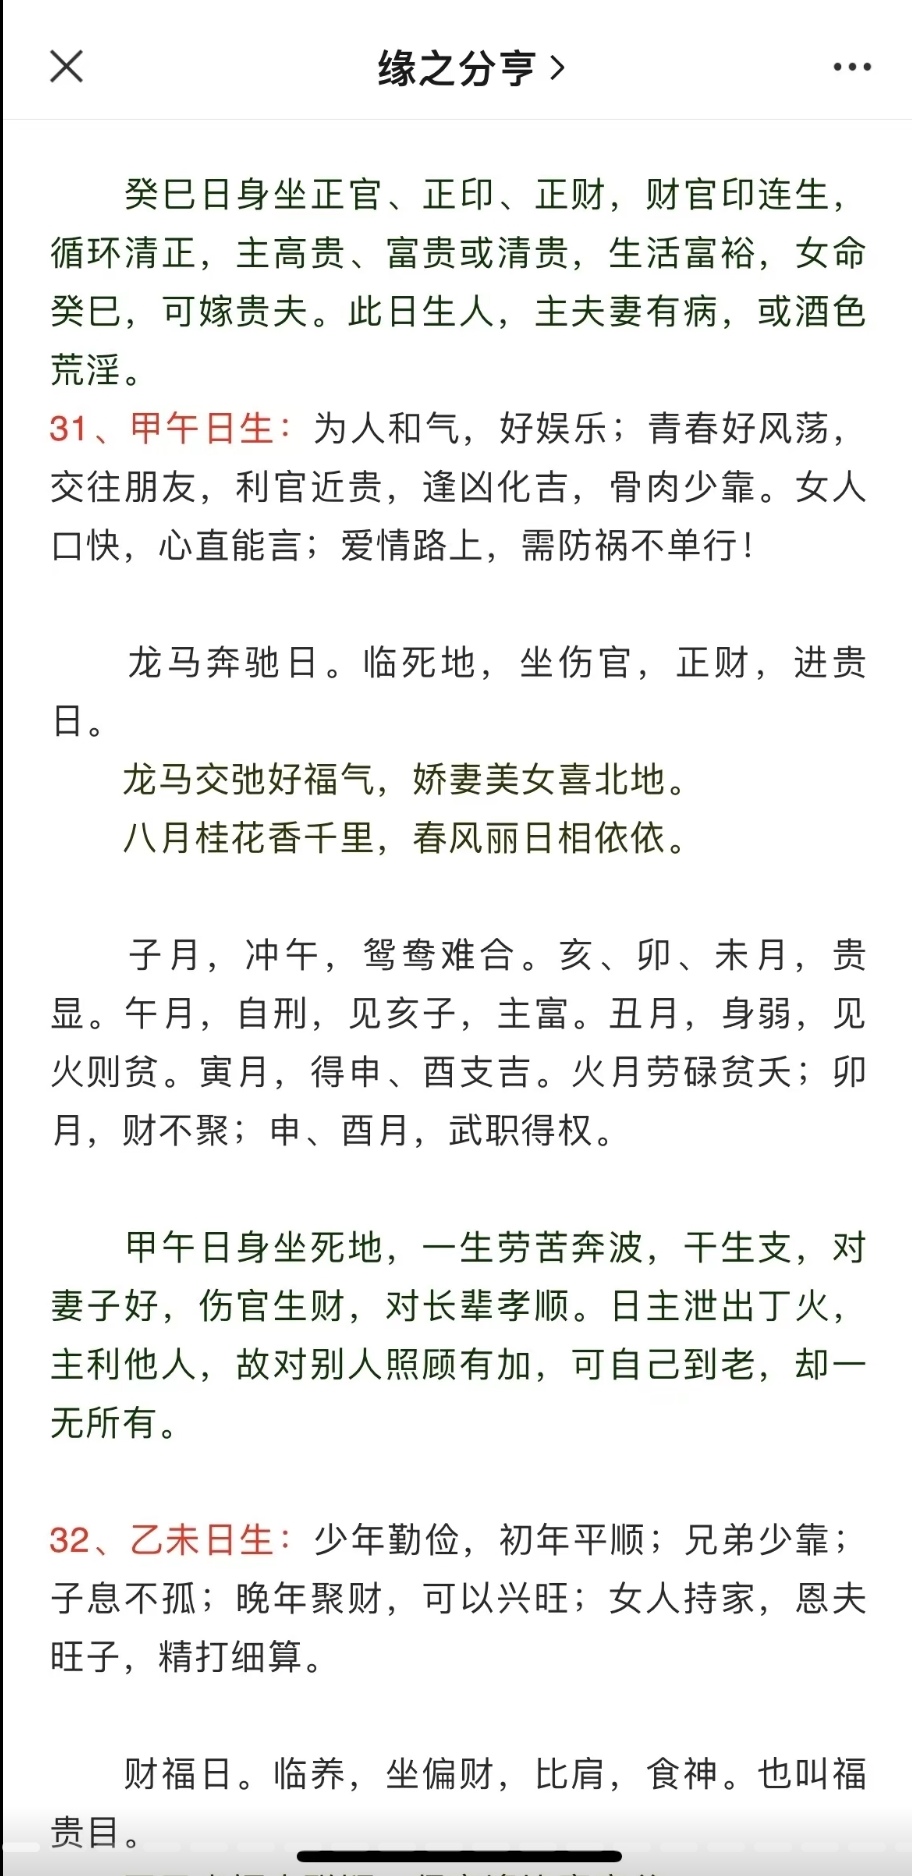 缘之分亨
癸巳日身坐正官、正印、正财，财官印连生，
循环清正，主高贵、富贵或清贵，生活富裕，女命
癸巳，可嫁贵夫。此日生人，主夫妻有病，或酒色
荒淫。
31、甲午日生：为人和气，好娱乐；青春好风荡，
交往朋友，利官近贵，逢凶化吉，骨肉少靠。女人
口快，心直能言；爱情路上，需防祸不单行！
龙马奔驰日。临死地，坐伤官，正财，进贵
日。
龙马交弛好福气，娇妻美女喜北地。
八月桂花香千里，春风丽日相依依。
子月，冲午，鸳鸯难合。亥、卯、未月，贵
显。午月，自刑，见亥子，主富。丑月，身弱，见
火则贫。寅月，得申、酉支吉。火月劳碌贫夭；卯
月，财不聚；申、酉月，武职得权。
甲午日身坐死地，一生劳苦奔波，干生支，对
妻子好，伤官生财，对长辈孝顺。日主泄出丁火，
主利他人，故对别人照顾有加，可自己到老，却一
无所有。
32、乙未日生：少年勤俭，初年平顺；兄弟少靠；
子息不孤；晚年聚财，可以兴旺；女人持家，恩夫
旺子，精打细算。
财福日。临养，坐偏财，比肩，食神。也叫福
贵目。